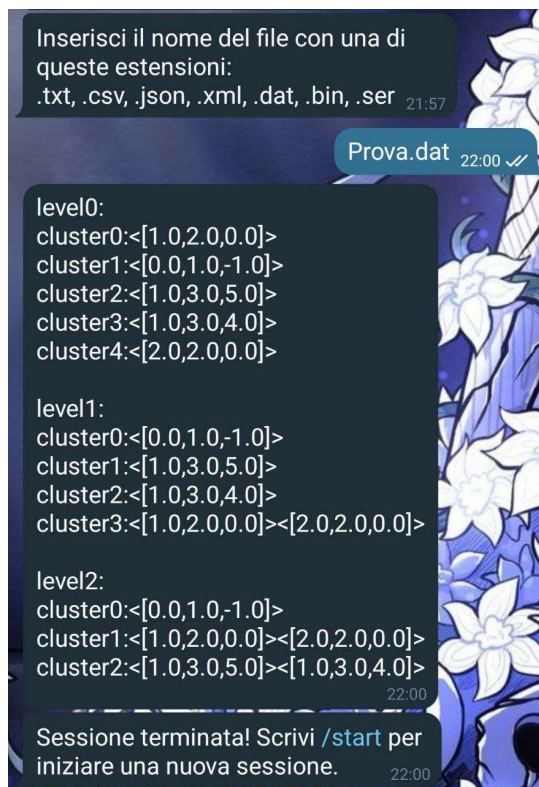 Inserisci il nome del file con una di
queste estensioni:
.txt, .csv, .json, .xml, .dat, .bin, .ser 21:57
Prova.dat 22:00
level0:
cluster0:<[1.0,2.0,0.0]>
cluster1:<[0.0,1.0,-1.0]>
cluster2:<[1.0,3.0,5.0]>
cluster3:<[1.0,3.0,4.0]>
cluster4:<[2.0,2.0,0.0]>
level1:
cluster0:<[0.0,1.0,-1.0]>
cluster1:<[1.0,3.0,5.0]>
cluster2:<[1.0,3.0,4.0]>
cluster3:<[1.0,2.0,0.0]><[2.0,2.0,0.0]>
level2:
cluster0:<[0.0,1.0,-1.0]>
cluster1:<[1.0,2.0,0.0]><[2.0,2.0,0.0]>
cluster2:<[1.0,3.0,5.0]><[1.0,3.0,4.0]>
22:00
Sessione terminata! Scrivi /start per
iniziare una nuova sessione. 22:00